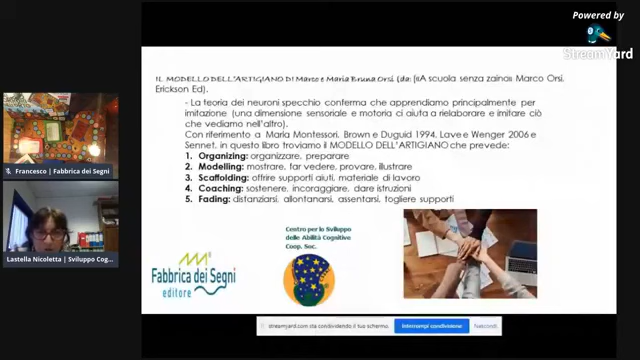 Powered by
StreamYard
IL MODELLO DELL'ARTIGIANO DI Marco e Maria Bruna Orsi (da: [«A scuola senza zaino» Marco Orsi,
Erickson Ed).
- La teoria dei neuroni specchio conferma che apprendiamo principalmente per
imitazione (una dimensione sensoriale e motoria ci aiuta a rielaborare e imitare ciò
che vediamo nell'altro).
Con riferimento a Maria Montessori, Brown e Duguid 1994, Lave e Wenger 2006 e
Sennet, in questo libro troviamo il MODELLO DELL'ARTIGIANO che prevede:
1. Organizing: organizzare, preparare
2. Modelling: mostrare, far vedere, provare, illustrare
3. Scaffolding: offrire supporti aiuti, materiale di lavoro
4. Coaching: sostenere, incoraggiare, dare istruzioni
5. Fading: distanziarsi, allontanarsi, assentarsi, togliere supporti
Francesco | Fabbrica dei Segni
Lastella Nicoletta | Sviluppo Cog...
Fabbrica dei Segni
editore
Centro per lo Sviluppo
delle Abilità Cognitive
Coop. Soc.
streamyard.com sta condividendo il tuo schermo.
Interrompi condivisione
Nascondi